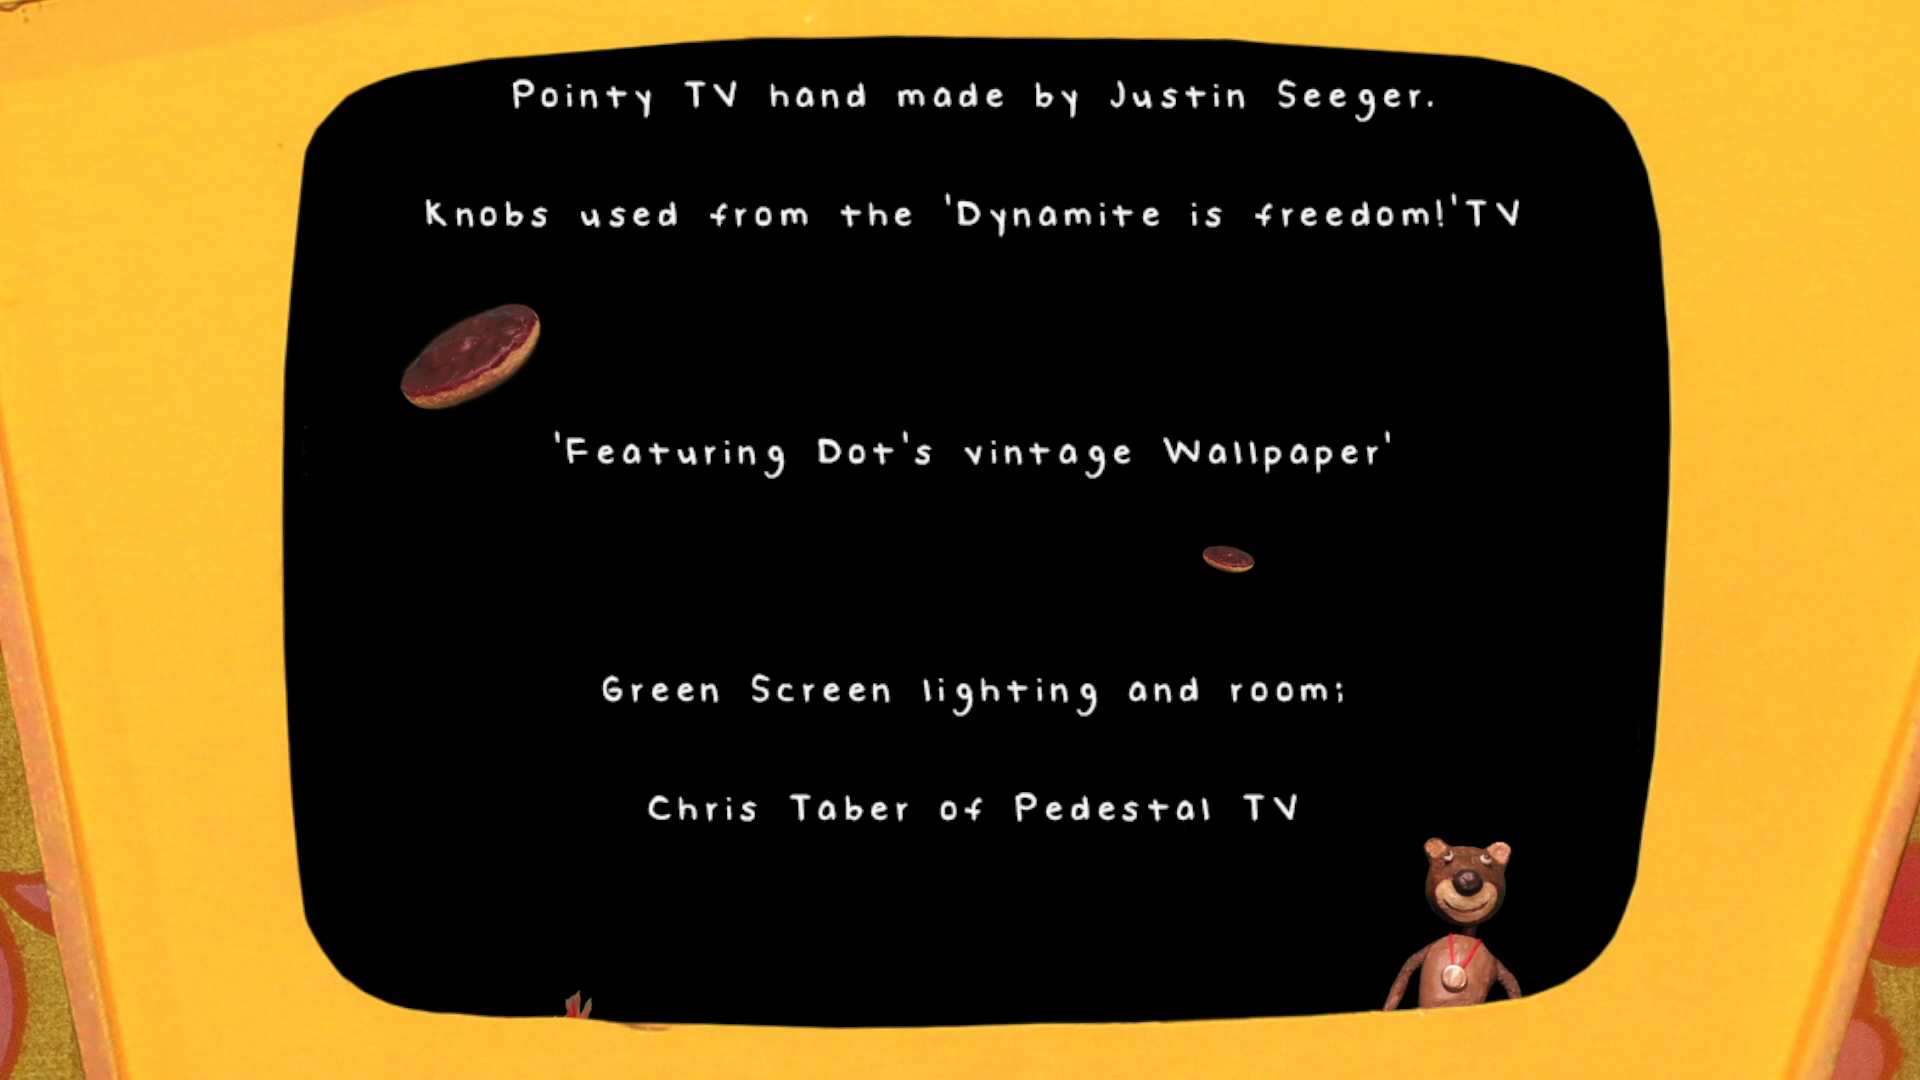 Pointy TV hand made by Justin Seeger.
Knobs used from the 'Dynamite is freedom!'TV
'Featuring Dot's vintage Wallpaper'
Green Screen lighting and room;
Chris Taber of Pedestal TV